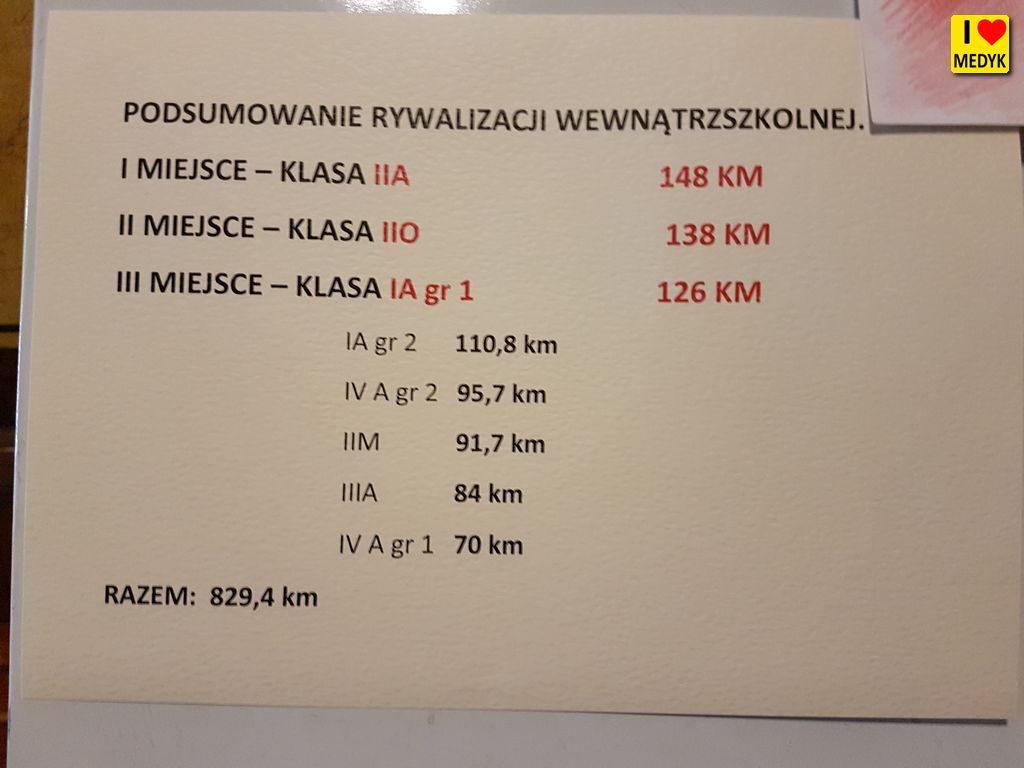 I ❤ MEDYK
PODSUMOWANIE RYWALIZACJI WEWNĄTRZSZKOLNEJ.
I MIEJSCE – KLASA IIA 148 KM
II MIEJSCE – KLASA IIO 138 KM
III MIEJSCE – KLASA IA gr 1 126 KM
IA gr 2 110,8 km
IV A gr 2 95,7 km
IIM 91,7 km
IIIA 84 km
IV A gr 1 70 km
RAZEM: 829,4 km